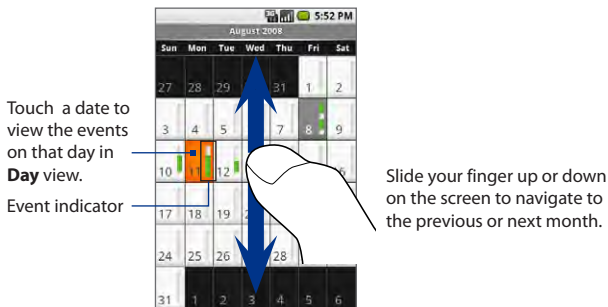 5:52 PM
August 2008
Sun Mon Tue Wed Thu Fri Sat
27 28 29 31 1 2
3 4 5 7 8 9
10 11 12
17 18 19
24 25 26 28
31 1 2 3 4 5 6
Touch a date to
view the events
on that day in
Day view.
Event indicator
Slide your finger up or down
on the screen to navigate to
the previous or next month.